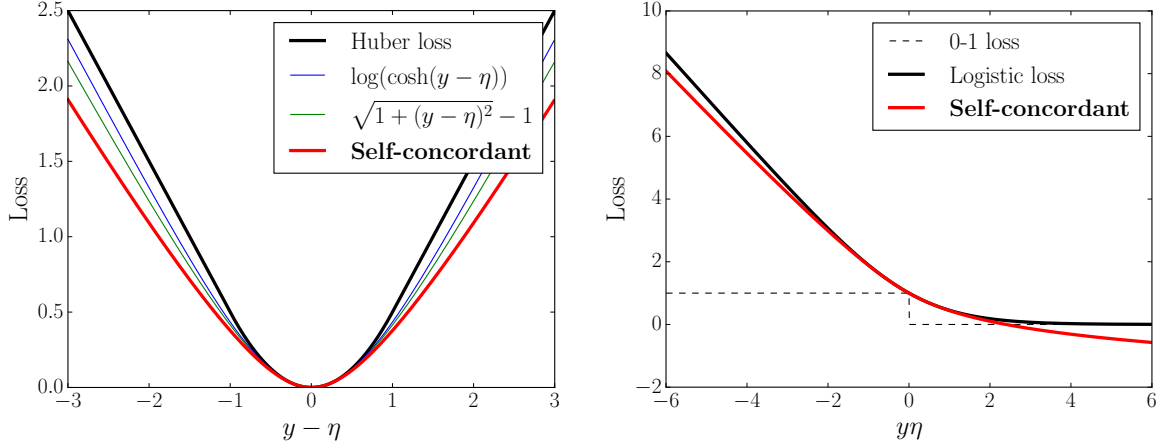 2.5
2.0
1.5
1.0
0.5
0.0
Loss
Huber loss
log(cosh(y − η))
√1 + (y − η)² − 1
Self-concordant
−3 −2 −1 0 1 2 3
y − η
10
8
6
4
2
0
−2
Loss
0-1 loss
Logistic loss
Self-concordant
−6 −4 −2 0 2 4 6
yη